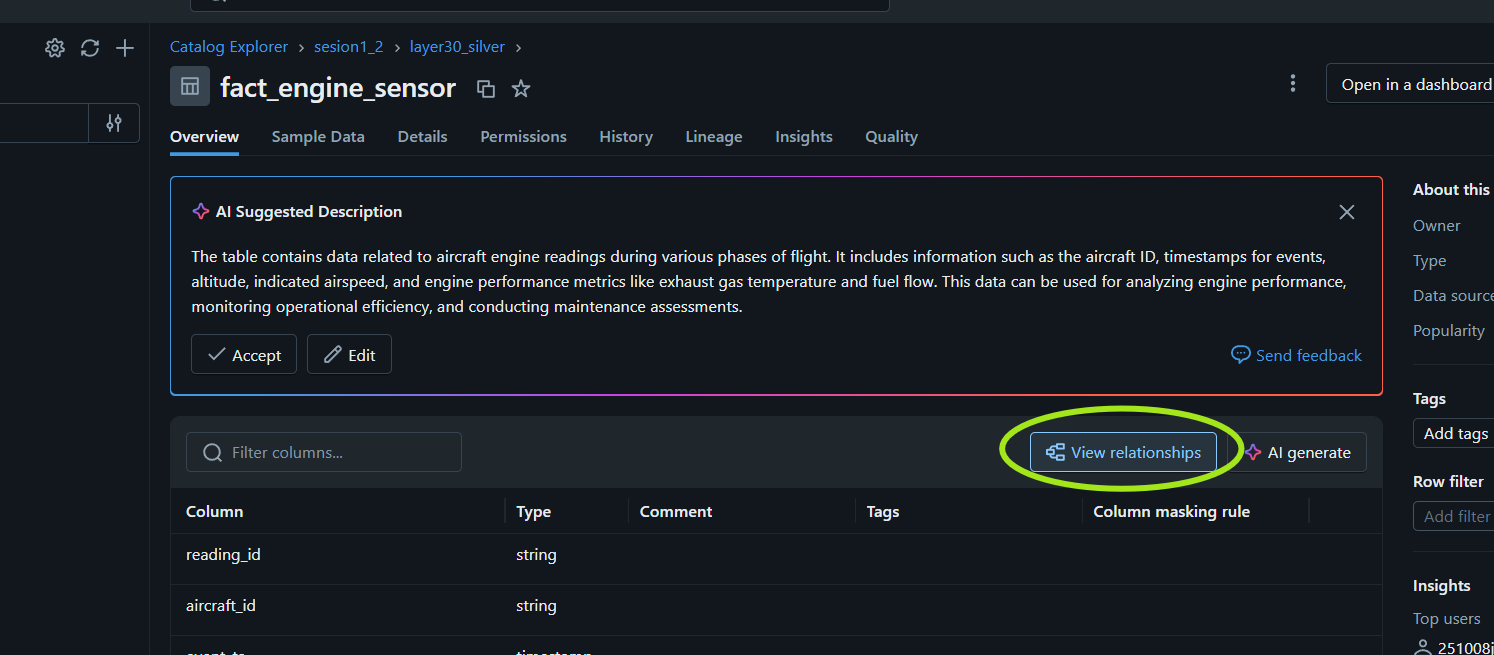 Catalog Explorer › sesion1_2 › layer30_silver ›
fact_engine_sensor
Open in a dashboard
Overview Sample Data Details Permissions History Lineage Insights Quality
AI Suggested Description
The table contains data related to aircraft engine readings during various phases of flight. It includes information such as the aircraft ID, timestamps for events,
altitude, indicated airspeed, and engine performance metrics like exhaust gas temperature and fuel flow. This data can be used for analyzing engine performance,
monitoring operational efficiency, and conducting maintenance assessments.
Accept Edit Send feedback
Filter columns... View relationships AI generate
Column Type Comment Tags Column masking rule
reading_id string
aircraft_id string
About this
Owner
Type
Data source
Popularity
Tags
Add tags
Row filter
Add filter
Insights
Top users
251008j